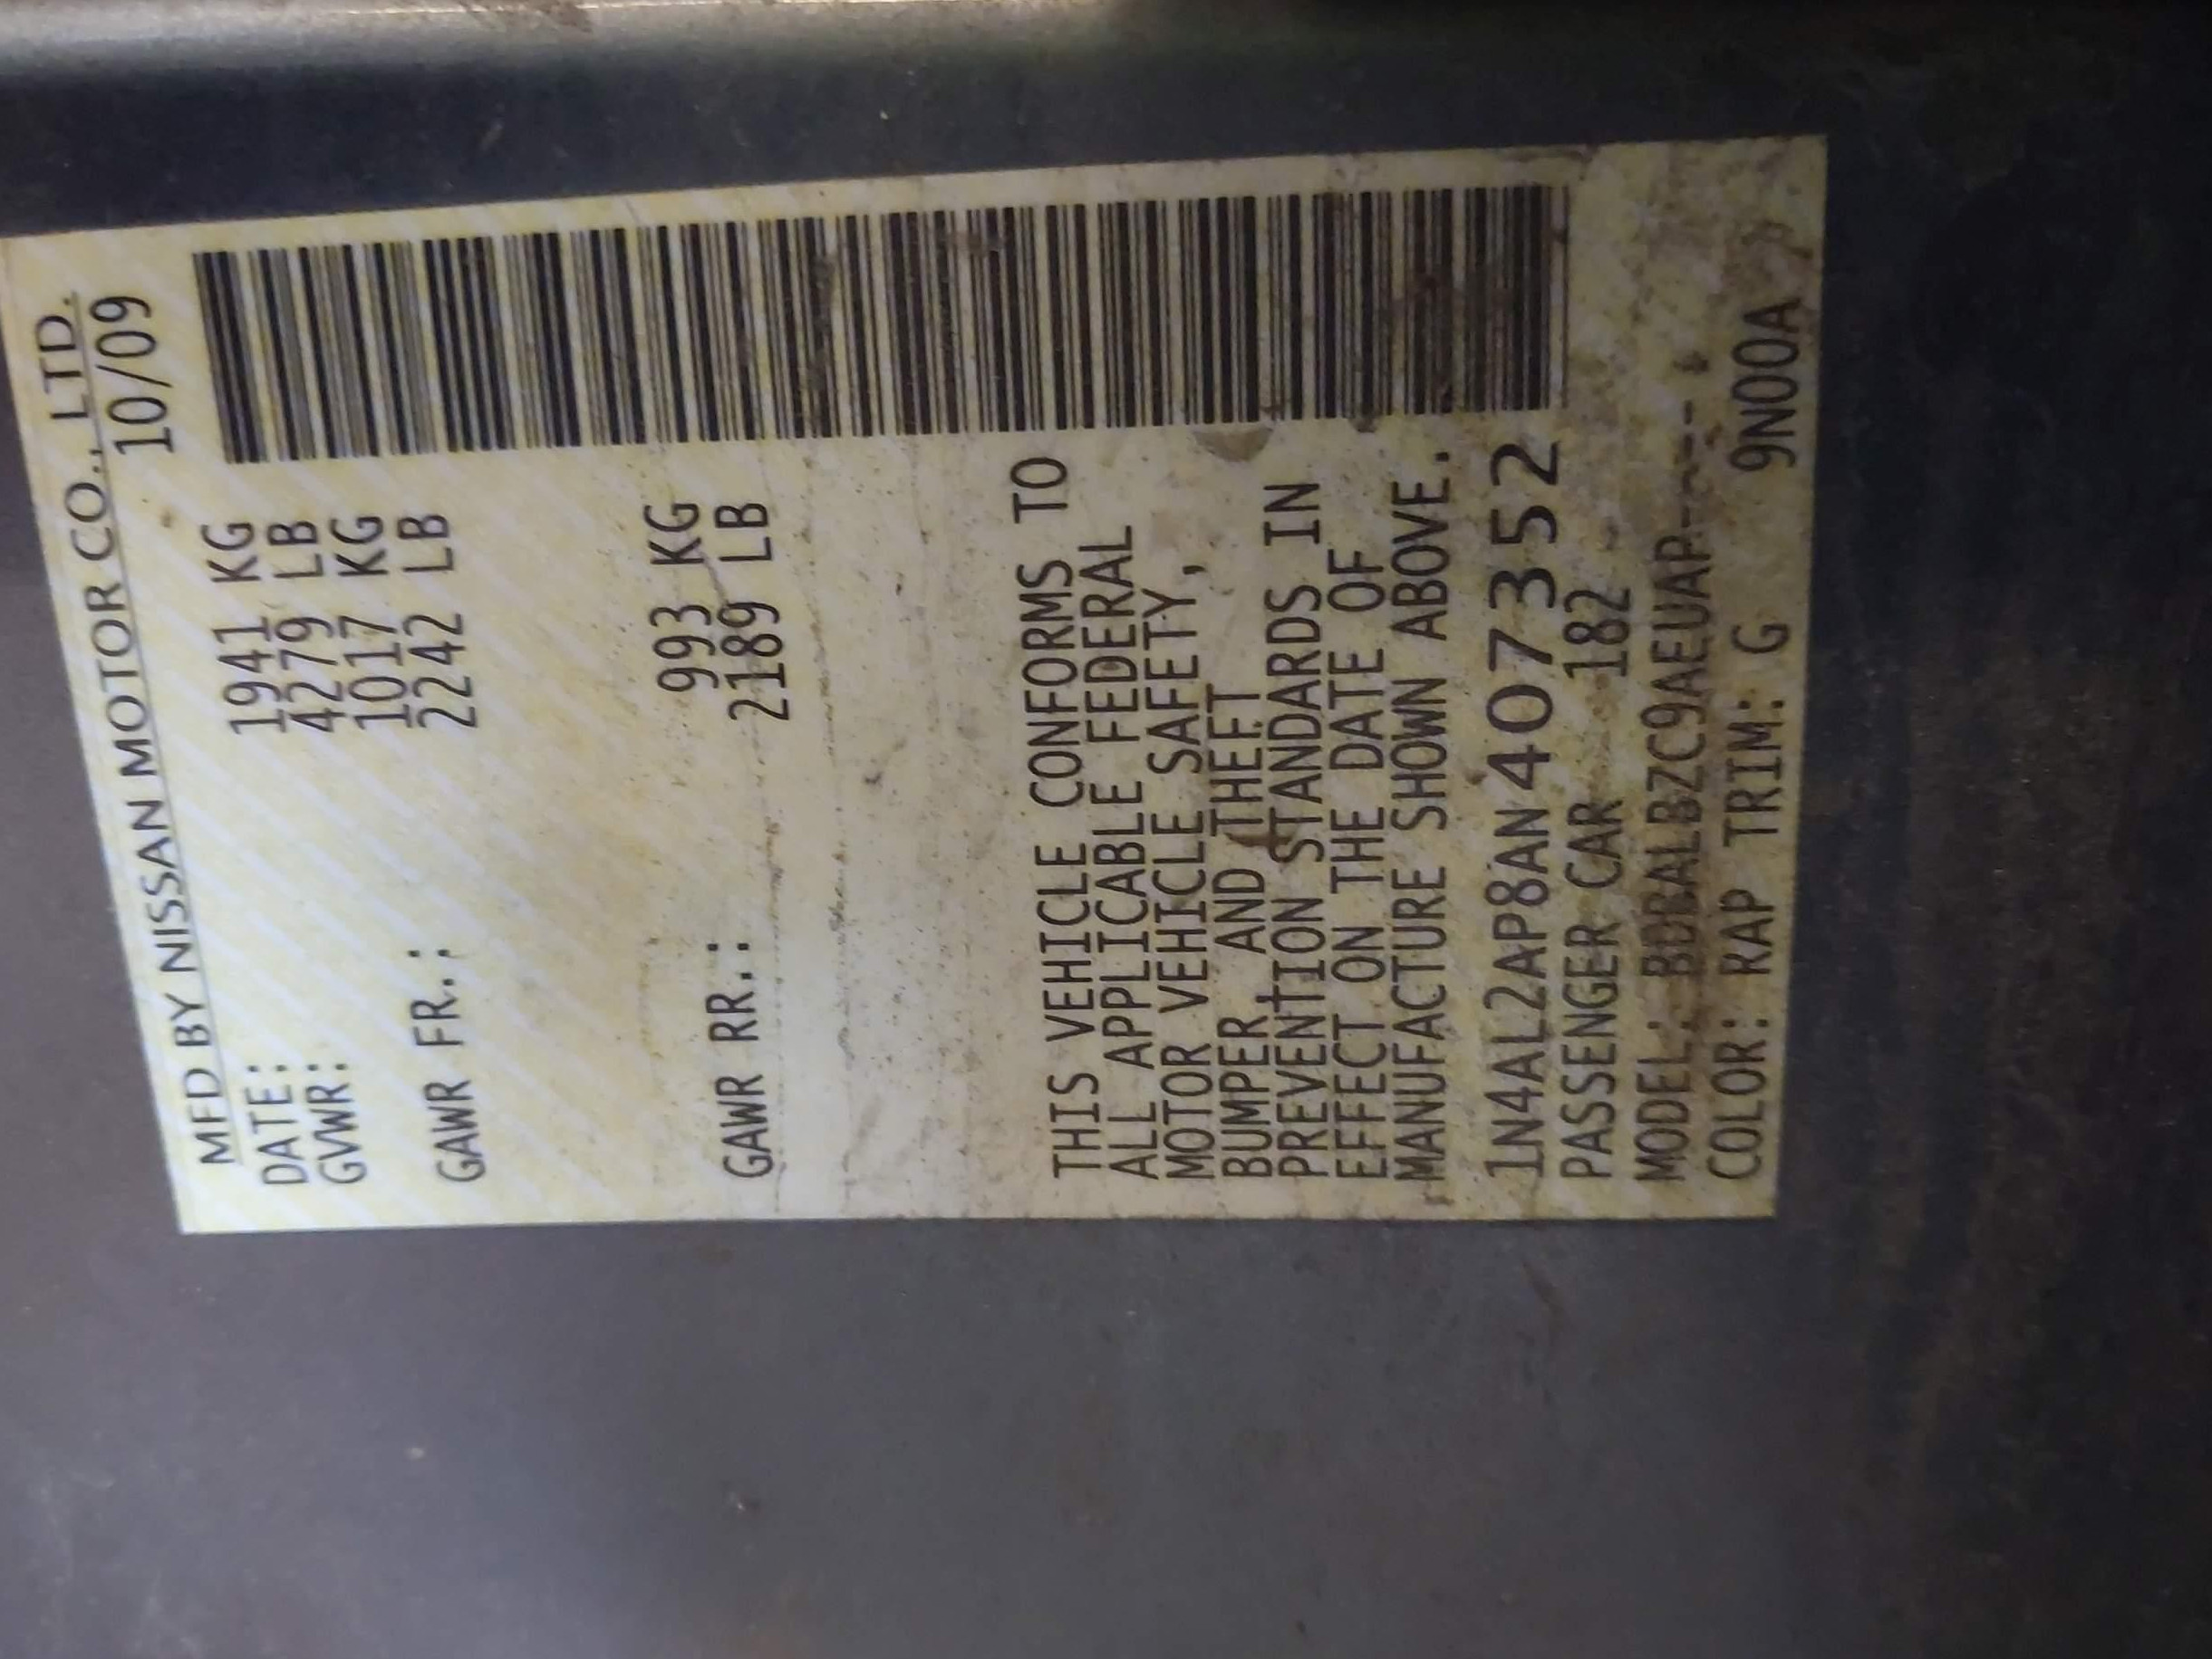 MFD BY NISSAN MOTOR CO., LTD.
DATE: 10/09
GVWR: 1941 KG
4279 LB
GAWR FR.: 1017 KG
2242 LB
GAWR RR.: 993 KG
2189 LB
THIS VEHICLE CONFORMS TO
ALL APPLICABLE FEDERAL
MOTOR VEHICLE SAFETY,
BUMPER, AND THEFT
PREVENTION STANDARDS IN
EFFECT ON THE DATE OF
MANUFACTURE SHOWN ABOVE.
1N4AL2AP8AN407352
PASSENGER CAR 182
MODEL:
COLOR: RAP TRIM: G 9N00A